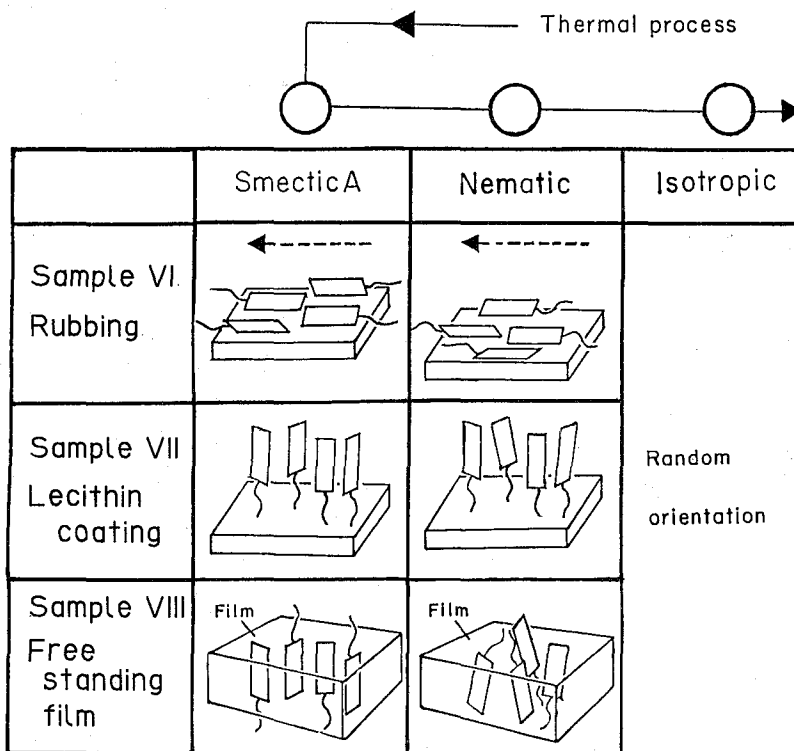 Thermal process
Smectic A
Nematic
Isotropic
Sample VI.
Rubbing
Sample VII
Lecithin
coating
Random
orientation
Sample VIII
Free
standing
film
Film
Film